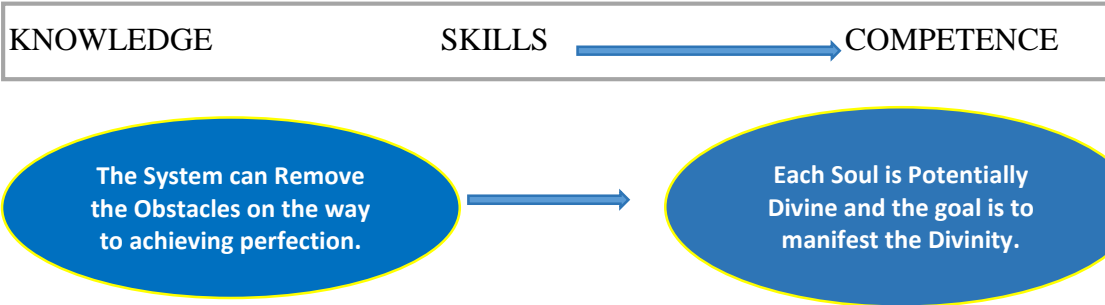 KNOWLEDGE SKILLS COMPETENCE
The System can Remove
the Obstacles on the way
to achieving perfection.
Each Soul is Potentially
Divine and the goal is to
manifest the Divinity.